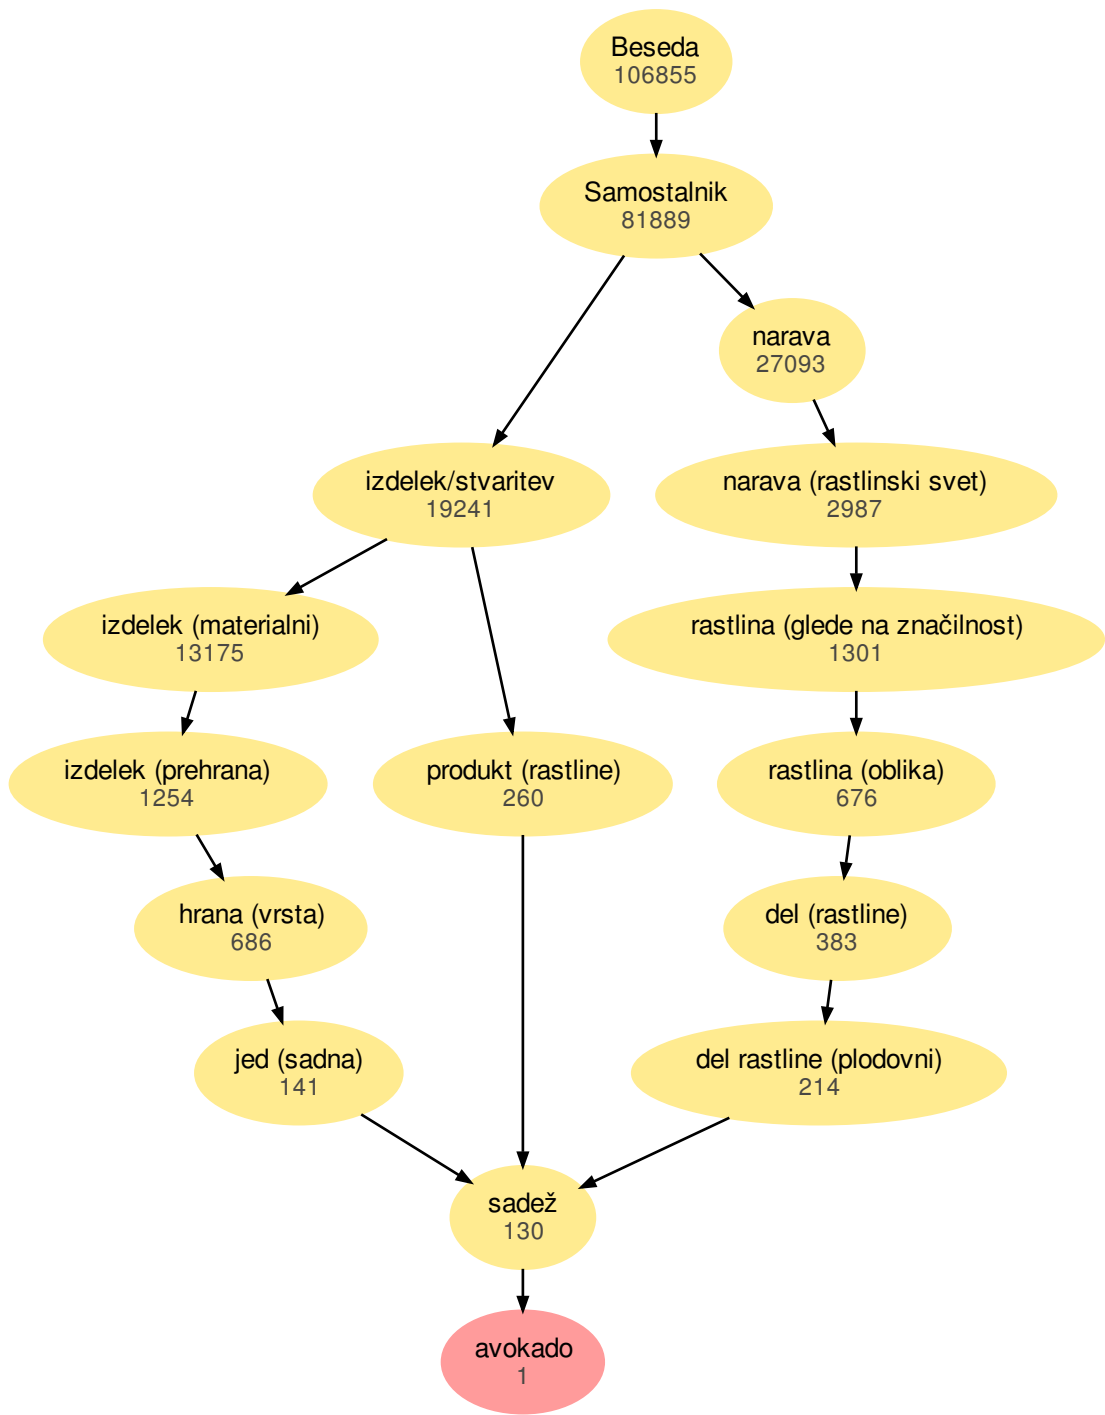 Beseda
106855
Samostalnik
81889
narava
27093
izdelek/stvaritev
19241
narava (rastlinski svet)
2987
izdelek (materialni)
13175
rastlina (glede na značilnost)
1301
izdelek (prehrana)
1254
produkt (rastline)
260
rastlina (oblika)
676
hrana (vrsta)
686
del (rastline)
383
jed (sadna)
141
del rastline (plodovni)
214
sadež
130
avokado
1